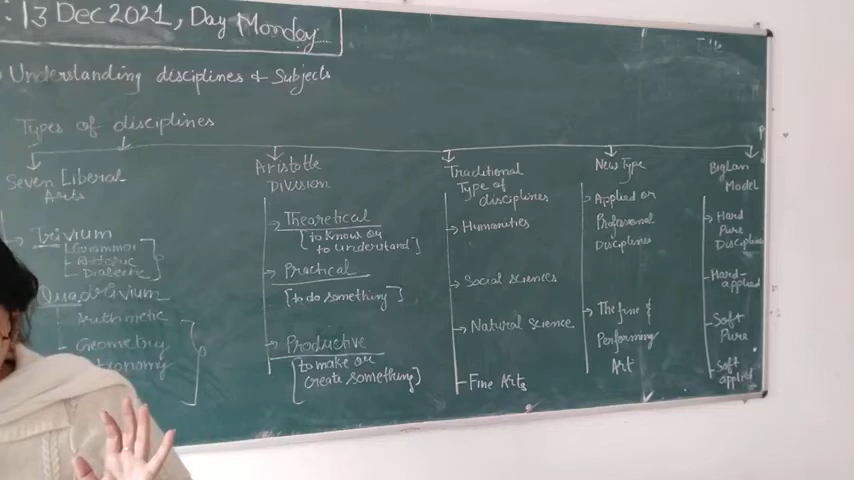 : 13 Dec 2021, Day Monday
Understanding disciplines & Subjects
Types of disciplines
Seven Liberal
Arts
Trivium
Grammar
- Rhetoric
- Dialectic
Quadrivium
Arithmetic
- Geometry
Aristotle
Division
Theoretical
[to know or
to understand]
Practical
[to do something]
Productive
[to make or
create something]
Traditional
Type of
disciplines
Humanities
Social sciences
Natural Science
Fine Arts
New Type
Applied or
Professional
Disciplines
The fine &
Performing
Art
Biglan
Model
Hard
Pure
Disciplines
Hard-
applied
Soft
Pure
Soft
applied